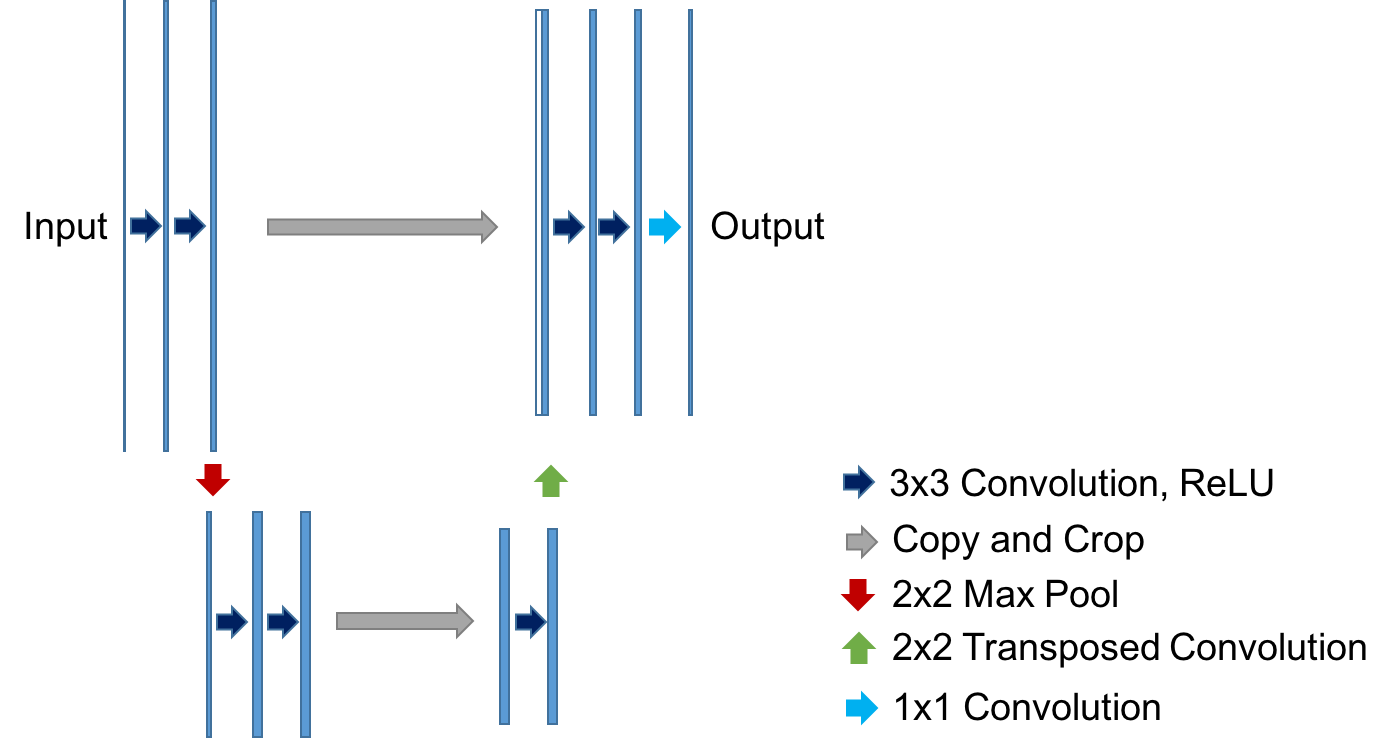 Input
Output
3x3 Convolution, ReLU
Copy and Crop
2x2 Max Pool
2x2 Transposed Convolution
1x1 Convolution